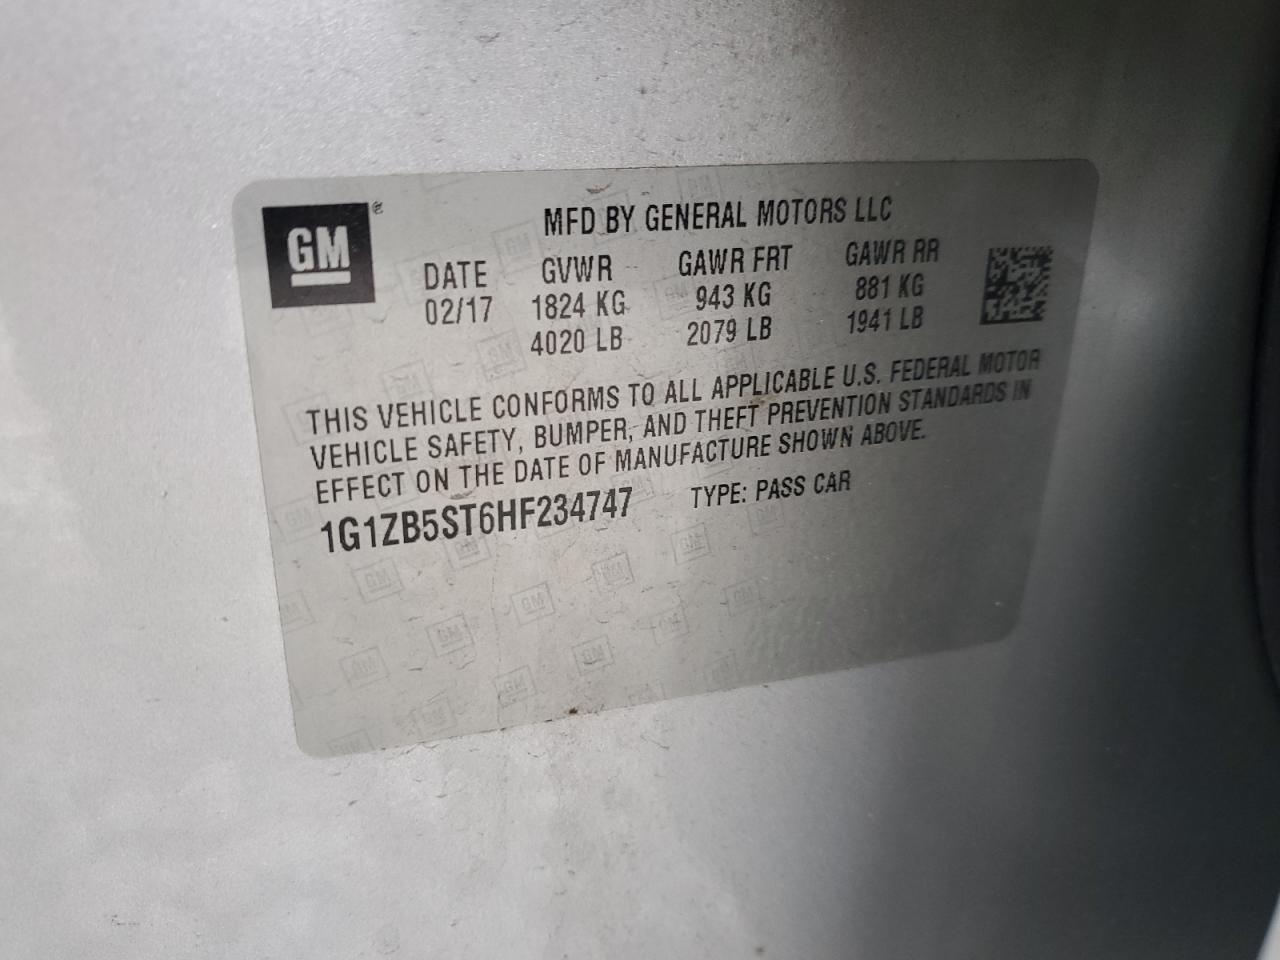 GM®
MFD BY GENERAL MOTORS LLC
DATE GVWR GAWR FRT GAWR RR
02/17 1824 KG 943 KG 881 KG
4020 LB 2079 LB 1941 LB
THIS VEHICLE CONFORMS TO ALL APPLICABLE U.S. FEDERAL MOTOR
VEHICLE SAFETY, BUMPER, AND THEFT PREVENTION STANDARDS IN
EFFECT ON THE DATE OF MANUFACTURE SHOWN ABOVE.
1G1ZB5ST6HF234747 TYPE: PASS CAR